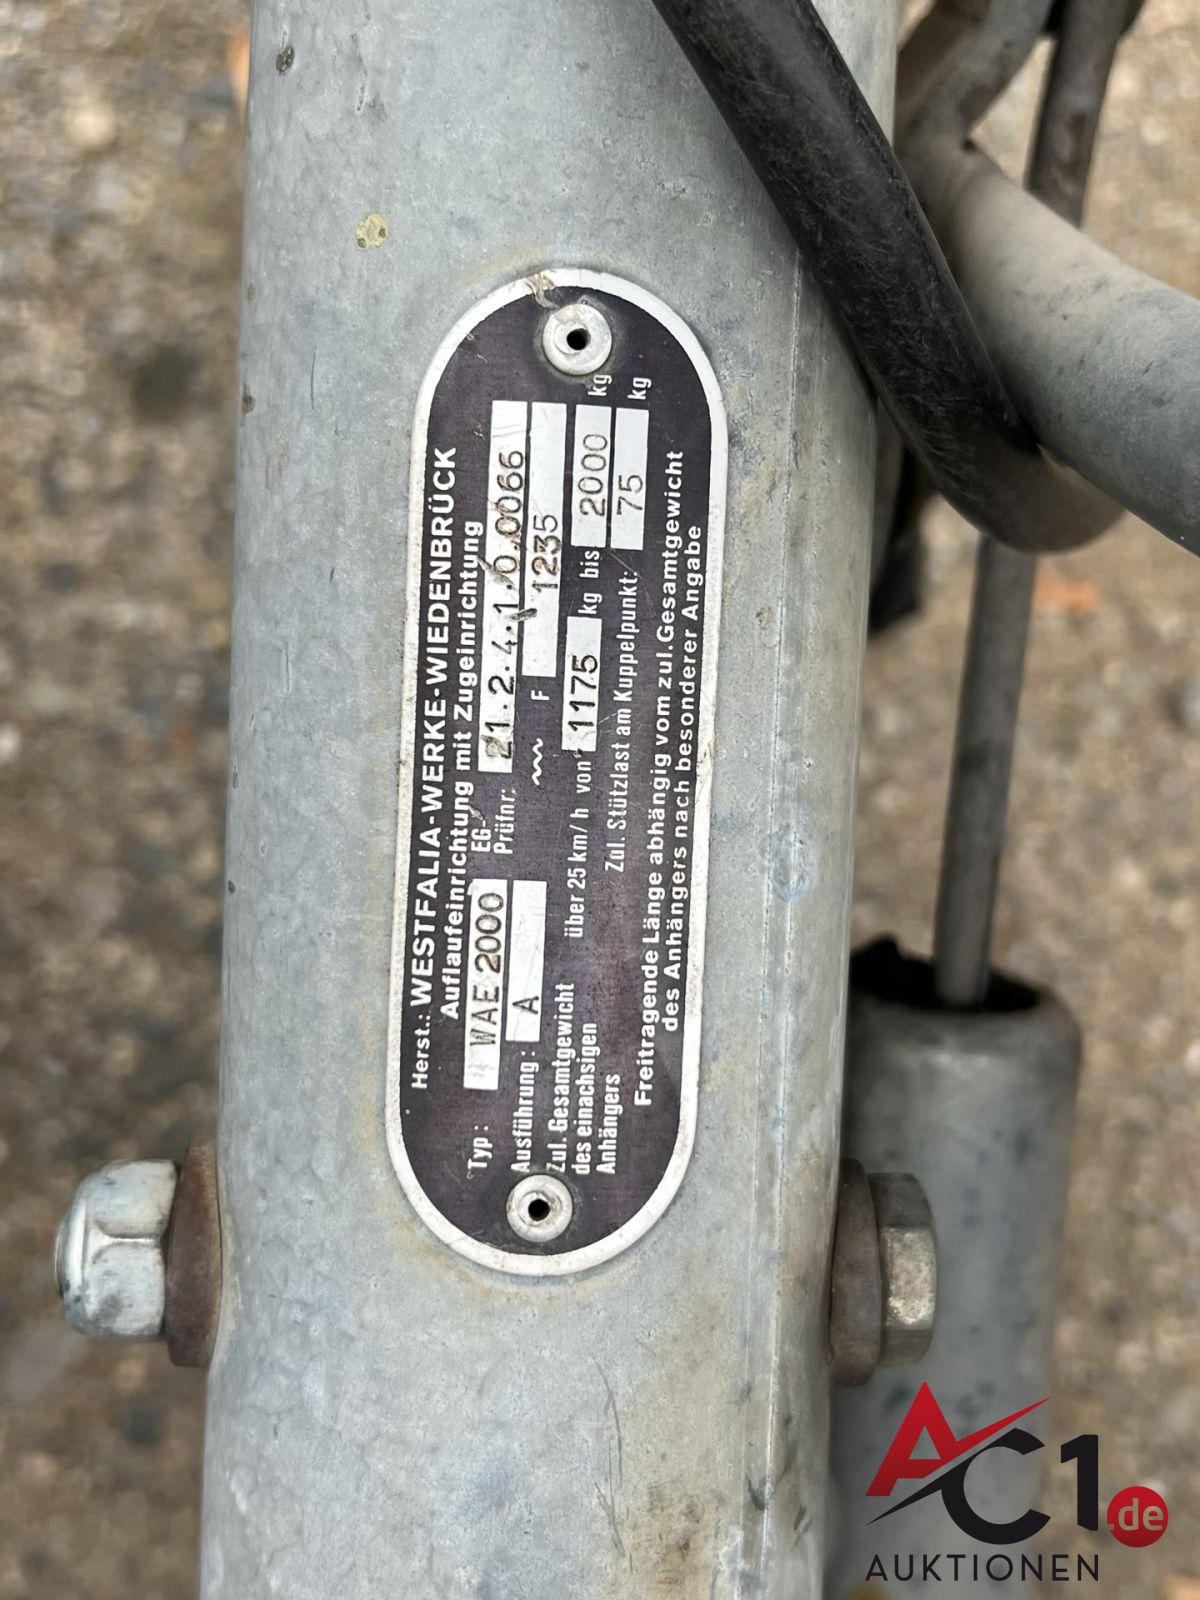 Herst.: WESTFALIA-WERKE-WIEDENBRÜCK
Auflaufeinrichtung mit Zugeinrichtung
Typ: WAE 2000 EG-Prüfnr: 21.2.4.1.0.0066
Ausführung: A F 1235
Zul. Gesamtgewicht des einachsigen Anhängers über 25 km/h von 1175 kg bis 2000 kg
Zul. Stützlast am Kuppelpunkt: 75 kg
Freitragende Länge abhängig vom zul. Gesamtgewicht
des Anhängers nach besonderer Angabe
AC1.de
AUKTIONEN